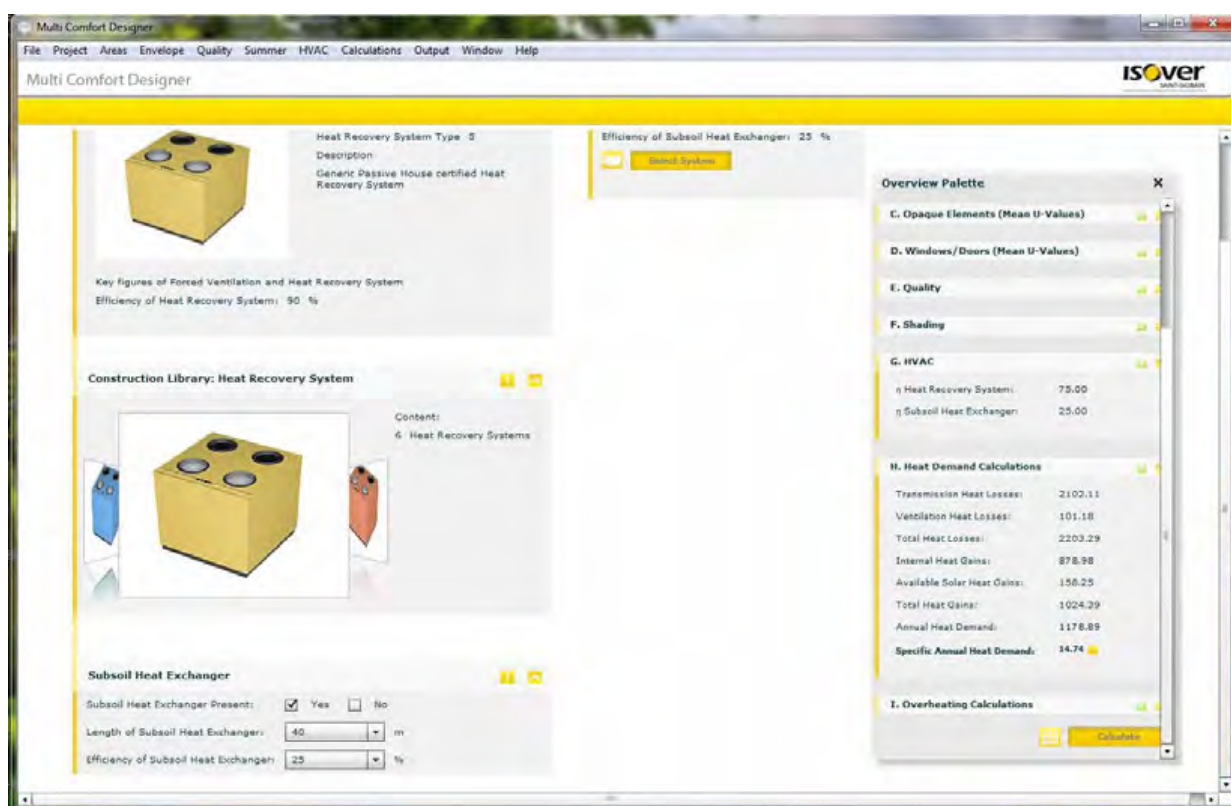 Multi Comfort Designer
File Project Areas Envelope Quality Summer HVAC Calculations Output Window Help
Multi Comfort Designer
isover
SAINT-GOBAIN
Heat Recovery System Type 5
Description
Generic Passive House certified Heat
Recovery System
Key figures of Forced Ventilation and Heat Recovery System
Efficiency of Heat Recovery System: 90 %
Efficiency of Subsoil Heat Exchanger: 25 %
Select System
Construction Library: Heat Recovery System
Content:
6 Heat Recovery Systems
Subsoil Heat Exchanger
Subsoil Heat Exchanger Present: Yes No
Length of Subsoil Heat Exchanger: 40 m
Efficiency of Subsoil Heat Exchanger: 25 %
Overview Palette
C. Opaque Elements (Mean U-Values)
D. Windows/Doors (Mean U-Values)
E. Quality
F. Shading
G. HVAC
η Heat Recovery System: 75.00
η Subsoil Heat Exchanger: 25.00
H. Heat Demand Calculations
Transmission Heat Losses: 2102.11
Ventilation Heat Losses: 101.18
Total Heat Losses: 2203.29
Internal Heat Gains: 878.98
Available Solar Heat Gains: 158.25
Total Heat Gains: 1024.39
Annual Heat Demand: 1178.89
Specific Annual Heat Demand: 14.74
I. Overheating Calculations
Calculate